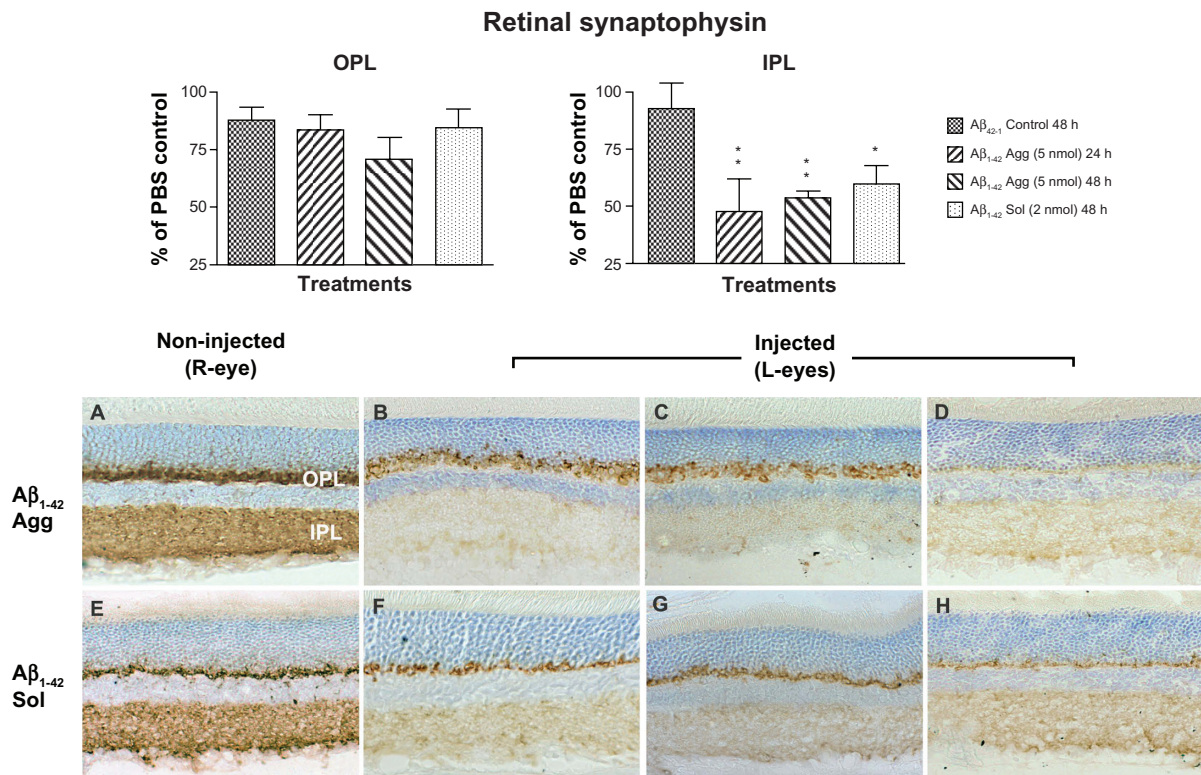 Retinal synaptophysin
OPL
% of PBS control
100
75
50
25
Treatments
IPL
% of PBS control
100
75
50
25
* *
* *
*
Treatments
Aβ42-1 Control 48 h
Aβ1-42 Agg (5 nmol) 24 h
Aβ1-42 Agg (5 nmol) 48 h
Aβ1-42 Sol (2 nmol) 48 h
Non-injected
(R-eye)
Injected
(L-eyes)
Aβ1-42
Agg
A
OPL
IPL
B
C
D
Aβ1-42
Sol
E
F
G
H